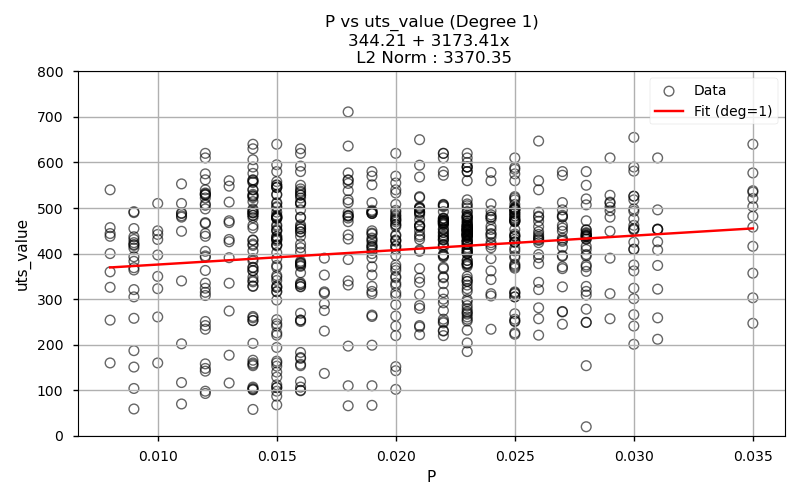 P vs uts_value (Degree 1)
344.21 + 3173.41x
L2 Norm : 3370.35
800
700
600
500
400
300
200
100
0
uts_value
Data
Fit (deg=1)
0.010 0.015 0.020 0.025 0.030 0.035
P